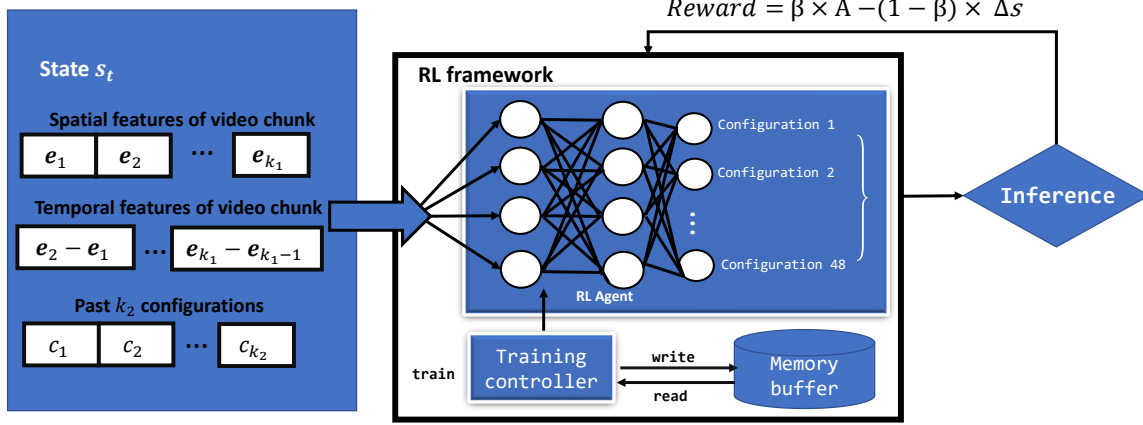 Reward = β × A −(1 − β) × Δs
State s_t
Spatial features of video chunk
e_1 e_2 ... e_{k_1}
Temporal features of video chunk
e_2 − e_1 ... e_{k_1} − e_{k_1−1}
Past k_2 configurations
c_1 c_2 ... c_{k_2}
RL framework
Configuration 1
Configuration 2
⋮
Configuration 48
RL Agent
train
Training
controller
write
read
Memory
buffer
Inference